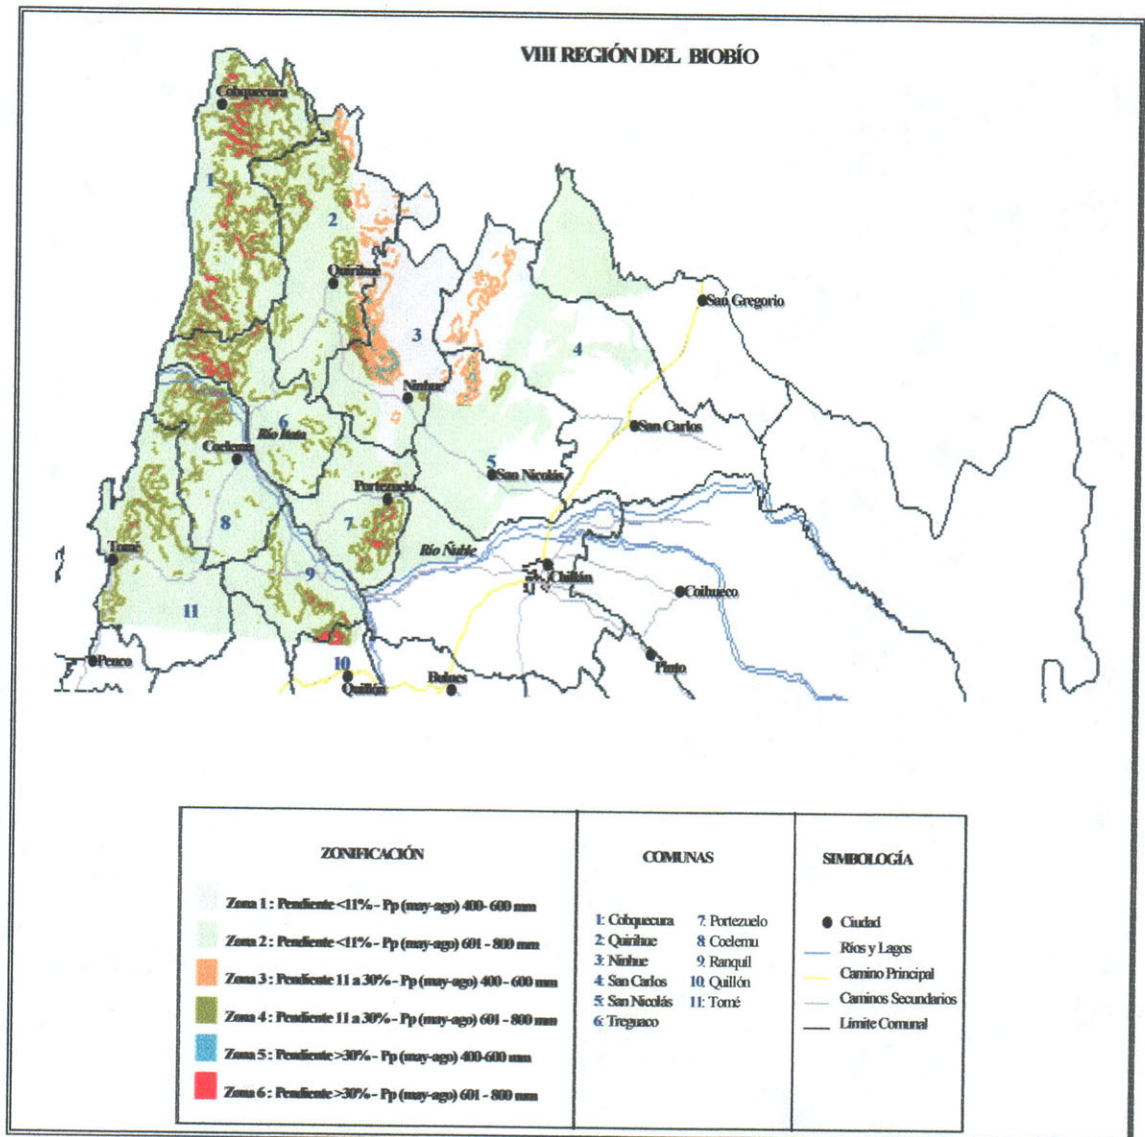 VIII REGIÓN DEL BIOBÍO
Cobquecura
1
2
Quirihue
San Gregorio
3
4
Ninhue
6
Río Itata
San Carlos
Coelemu
5
San Nicolás
Portezuelo
7
8
Río Ñuble
Tomé
Chillán
9
Coihueco
11
Penco
10
Pinto
Quillón
Bulnes
ZONIFICACIÓN
Zona 1 : Pendiente <11% - Pp (may-ago) 400- 600 mm
Zona 2 : Pendiente <11% - Pp (may-ago) 601 - 800 mm
Zona 3 : Pendiente 11 a 30% - Pp (may-ago) 400 - 600 mm
Zona 4 : Pendiente 11 a 30% - Pp (may-ago) 601 - 800 mm
Zona 5 : Pendiente >30% - Pp (may-ago) 400-600 mm
Zona 6 : Pendiente >30% - Pp (may-ago) 601 - 800 mm
COMUNAS
1: Cobquecura
2: Quirihue
3: Ninhue
4: San Carlos
5: San Nicolás
6: Treguaco
7: Portezuelo
8: Coelemu
9: Ranquíl
10: Quillón
11: Tomé
SIMBOLOGÍA
Ciudad
Ríos y Lagos
Camino Principal
Caminos Secundarios
Límite Comunal